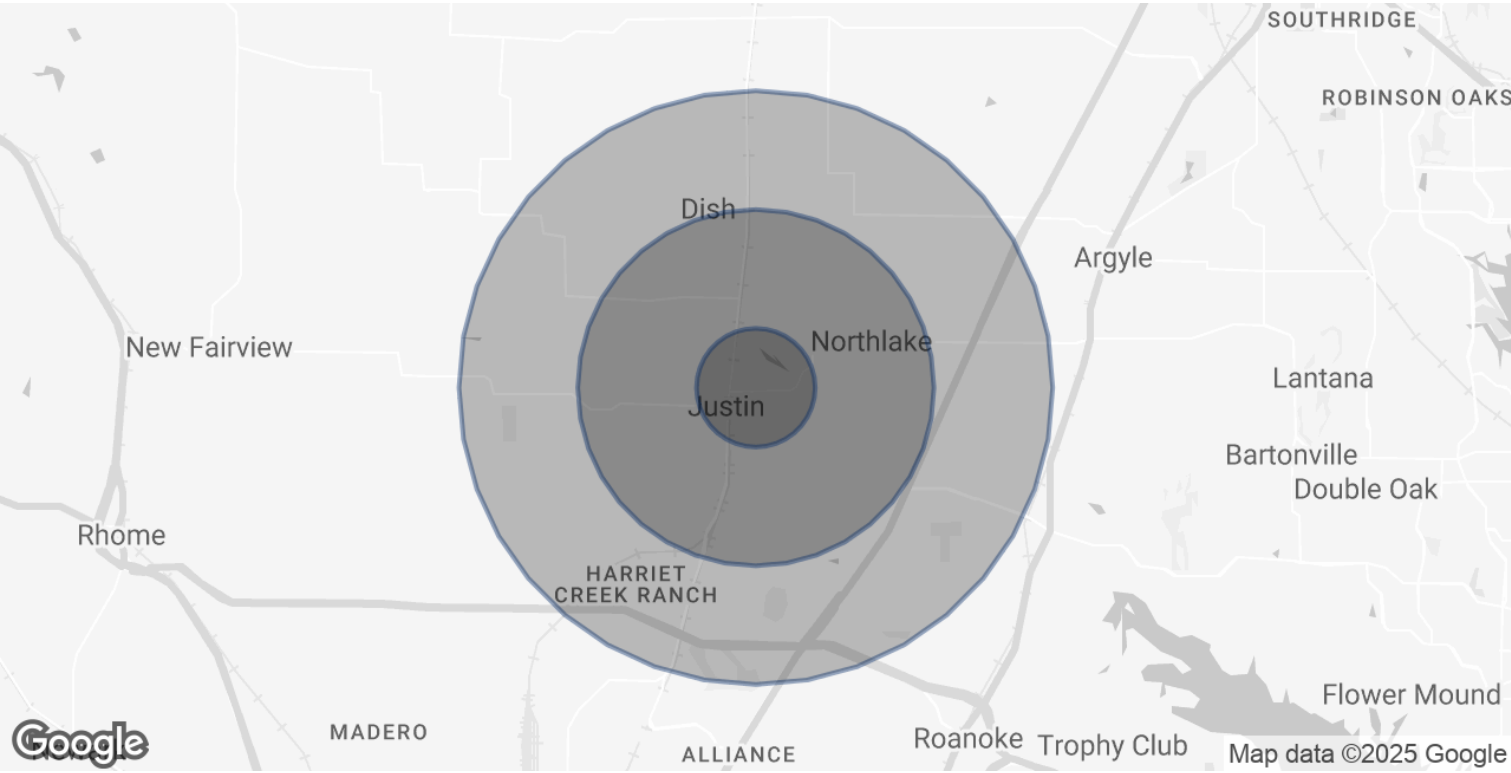 SOUTHRIDGE
ROBINSON OAKS
Dish
Argyle
Northlake
New Fairview
Lantana
Justin
Bartonville
Double Oak
Rhome
HARRIET
CREEK RANCH
Flower Mound
MADERO
Roanoke
Trophy Club
ALLIANCE
Google
Map data ©2025 Google